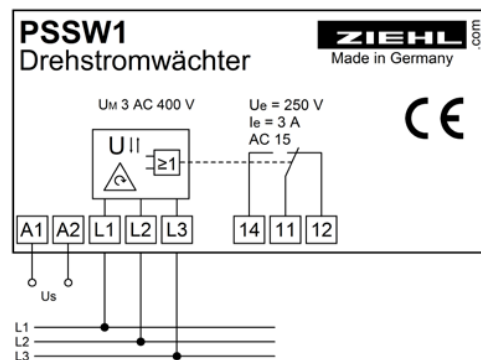 PSSW1
Drehstromwächter
ZIEHL
.com
Made in Germany
UM 3 AC 400 V
Ue = 250 V
Ie = 3 A
AC 15
CE
U
≥1
A1 A2 L1 L2 L3 14 11 12
Us
L1
L2
L3